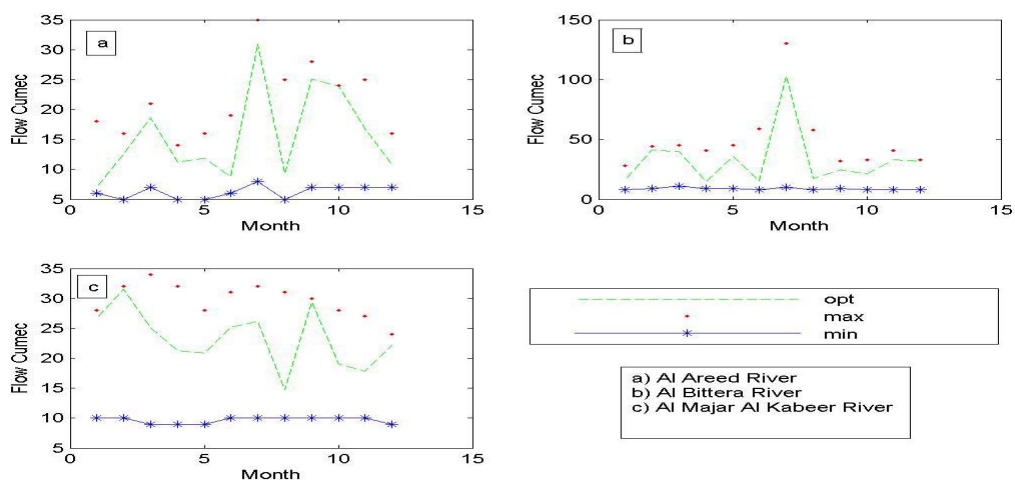 35
30
25
20
15
10
5
0
5
10
15
Flow Cumec
Month
a
150
100
50
0
0
5
10
15
Flow Cumec
Month
b
35
30
25
20
15
10
5
0
5
10
15
Flow Cumec
Month
c
opt
max
min
a) Al Areed River
b) Al Bittera River
c) Al Majar Al Kabeer River